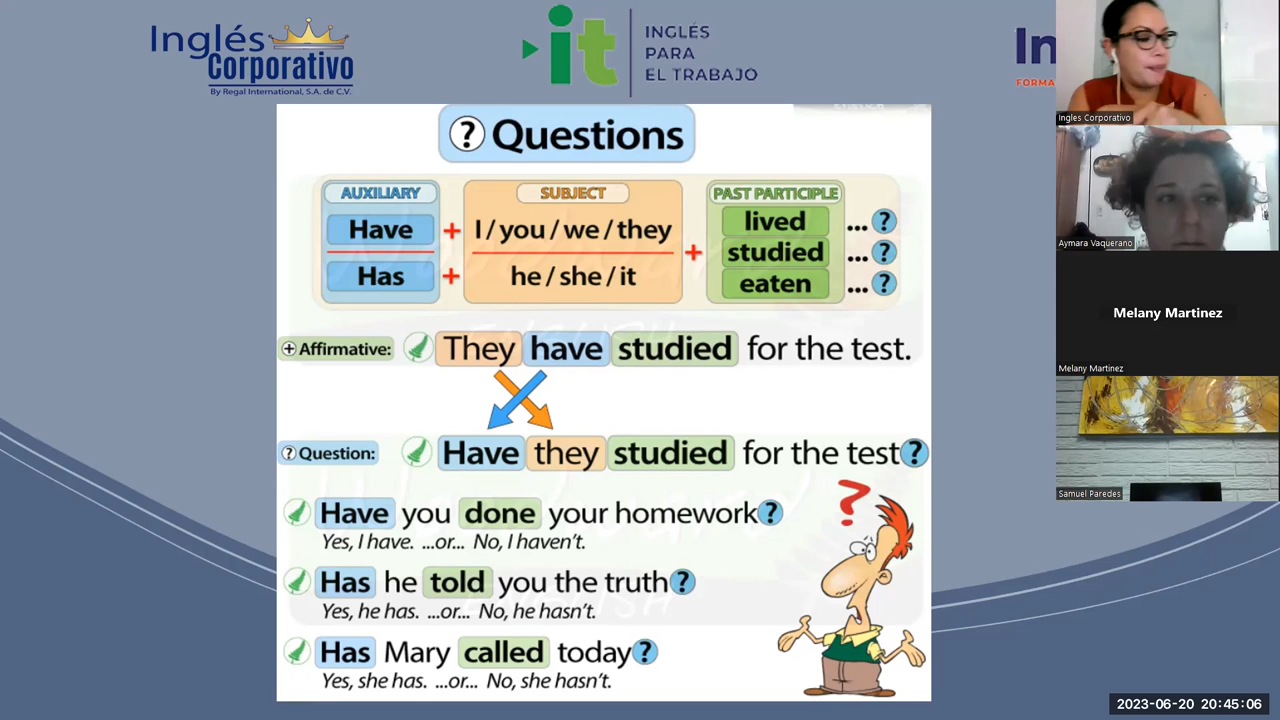 Inglés
Corporativo
By Regal International, S.A. de C.V.
it
INGLÉS
PARA
EL TRABAJO
In
FORMA
Ingles Corporativo
Aymara Vaquerano
Melany Martinez
Melany Martinez
Samuel Paredes
? Questions
AUXILIARY SUBJECT PAST PARTICIPLE
Have + I / you / we / they + lived ... ?
studied ... ?
Has + he / she / it eaten ... ?
+ Affirmative: They have studied for the test.
? Question: Have they studied for the test?
Have you done your homework?
Yes, I have. ...or... No, I haven't.
Has he told you the truth?
Yes, he has. ...or... No, he hasn't.
Has Mary called today?
Yes, she has. ...or... No, she hasn't.
?
2023-06-20 20:45:06